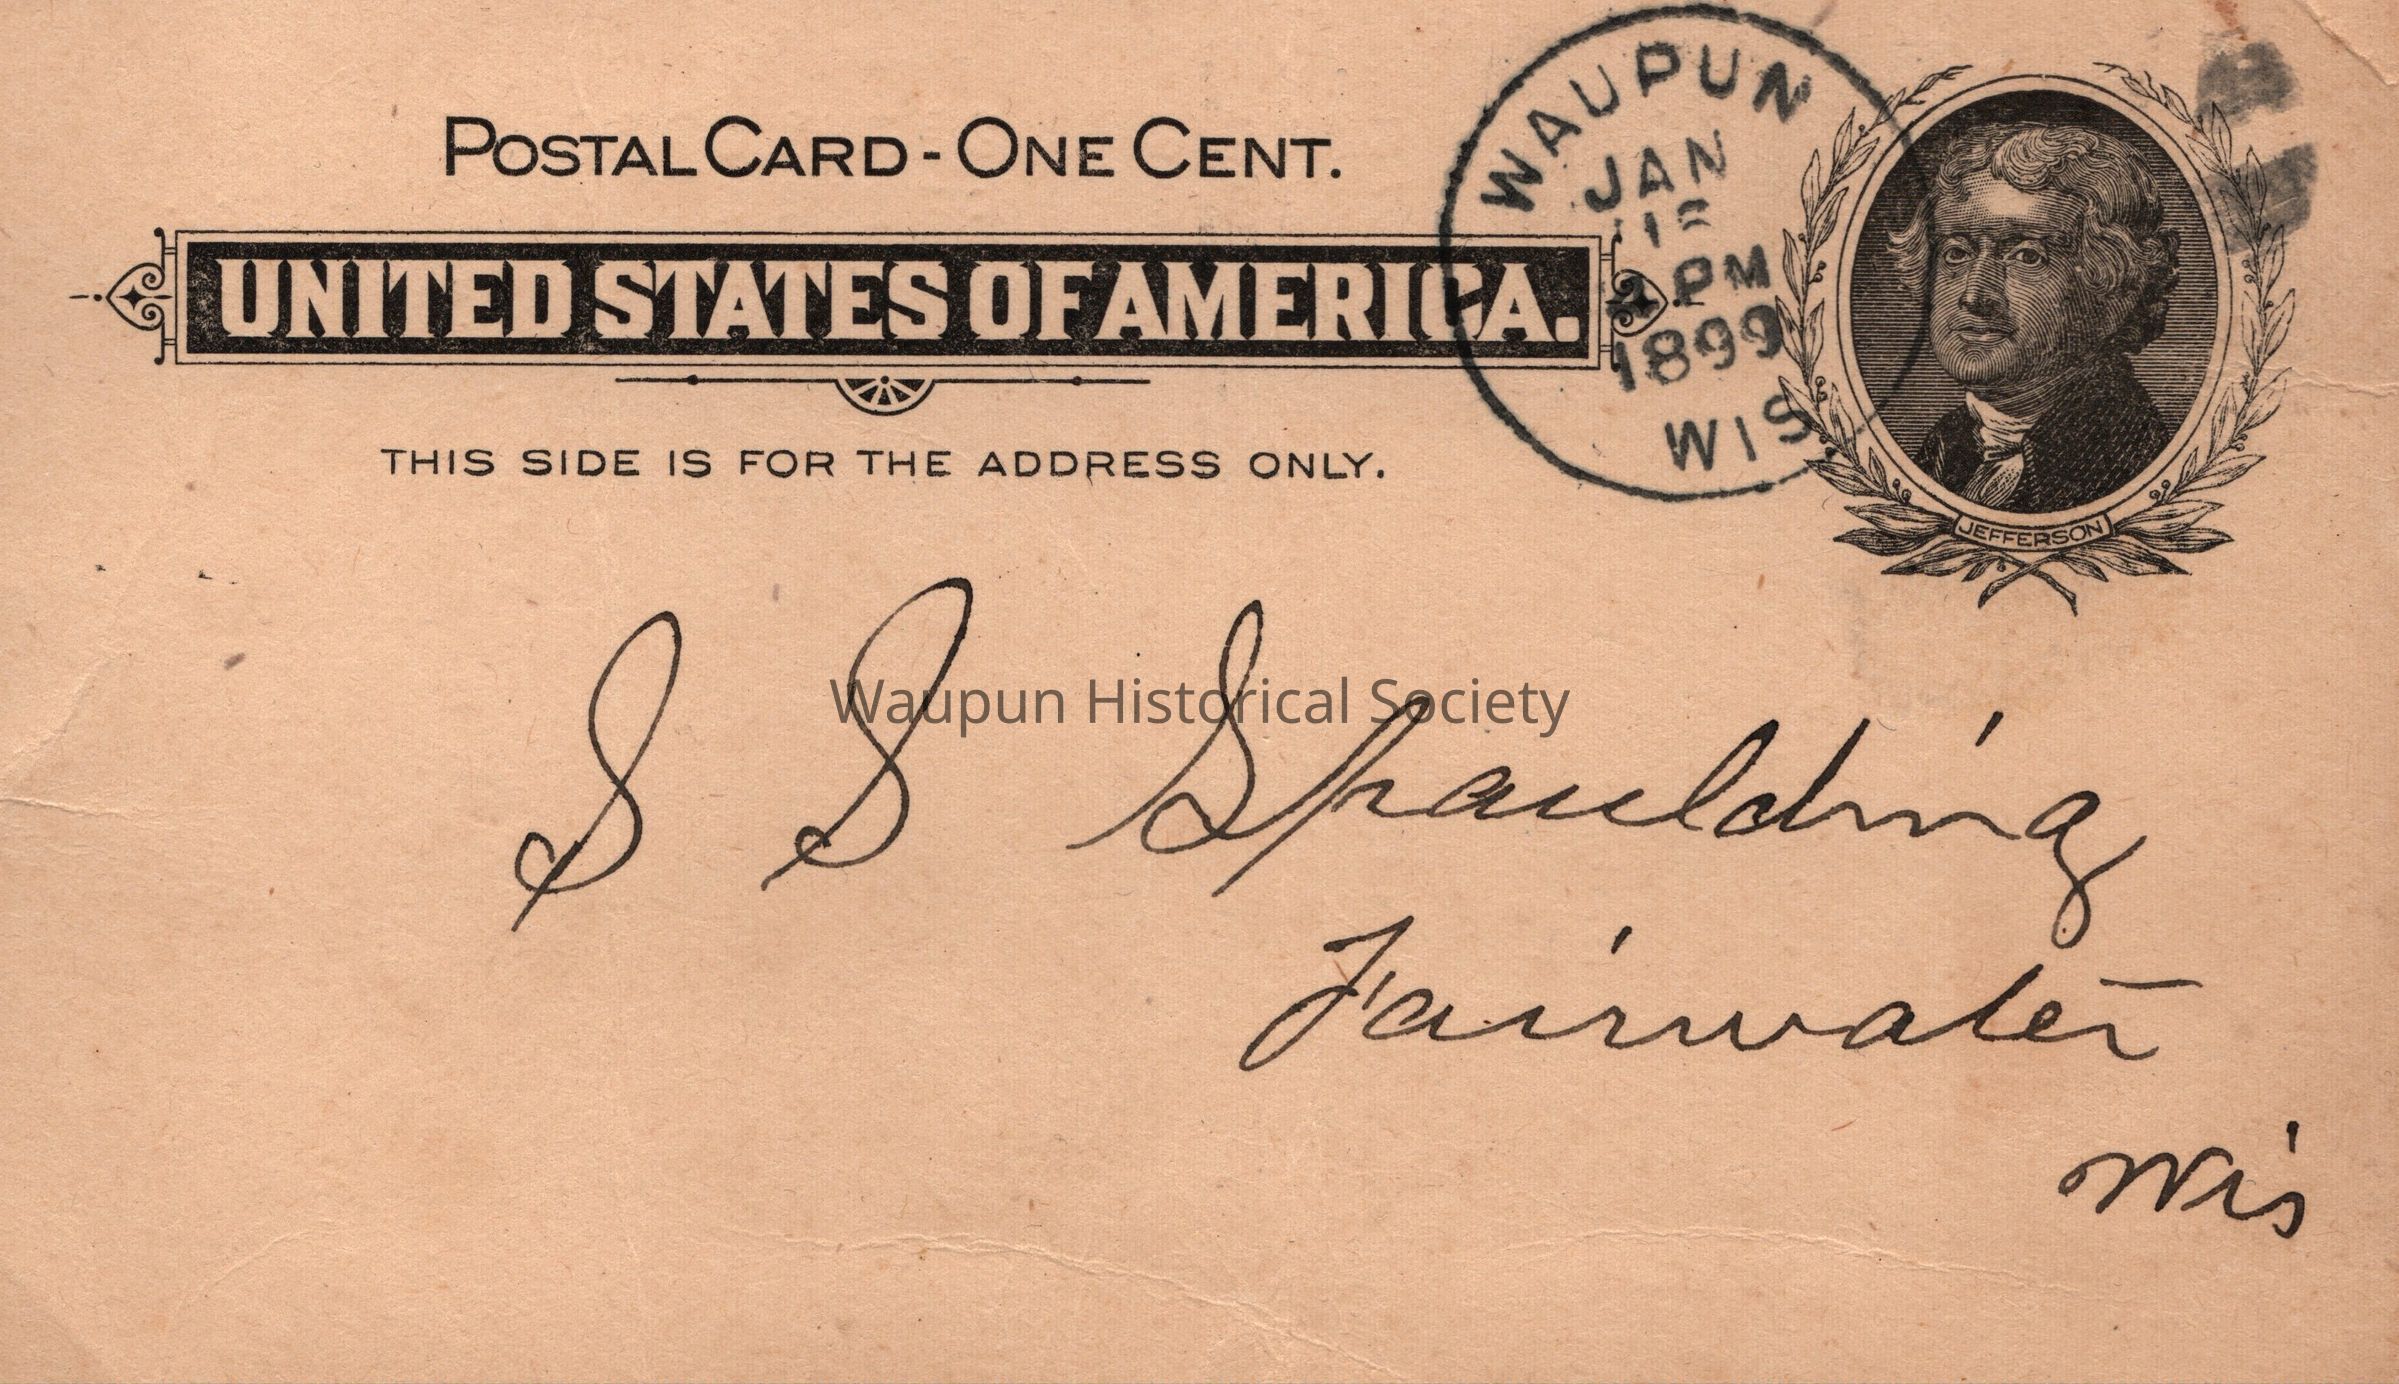 POSTAL CARD - ONE CENT.
UNITED STATES OF AMERICA.
THIS SIDE IS FOR THE ADDRESS ONLY.
WAUPUN
JAN
PM
1899
WIS
JEFFERSON
Waupun Historical Society
S S Spaulding
Fairwater
Wis